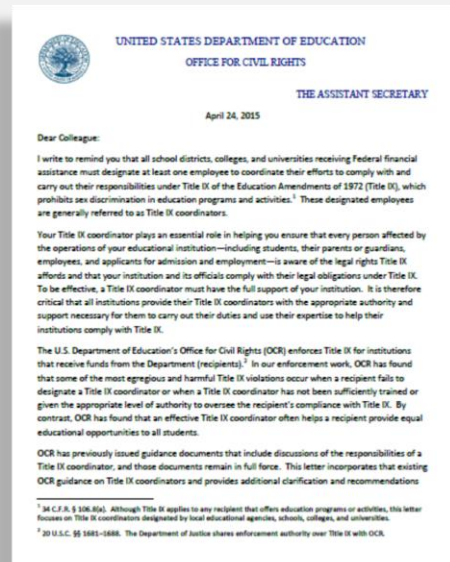 UNITED STATES DEPARTMENT OF EDUCATION
OFFICE FOR CIVIL RIGHTS
THE ASSISTANT SECRETARY
April 24, 2015
Dear Colleague:
I write to remind you that all school districts, colleges, and universities receiving Federal financial
assistance must designate at least one employee to coordinate their efforts to comply with and
carry out their responsibilities under Title IX of the Education Amendments of 1972 (Title IX), which
prohibits sex discrimination in education programs and activities.¹ These designated employees
are generally referred to as Title IX coordinators.
Your Title IX coordinator plays an essential role in helping you ensure that every person affected by
the operations of your educational institution—including students, their parents or guardians,
employees, and applicants for admission and employment—is aware of the legal rights Title IX
affords and that your institution and its officials comply with their legal obligations under Title IX.
To be effective, a Title IX coordinator must have the full support of your institution. It is therefore
critical that all institutions provide their Title IX coordinators with the appropriate authority and
support necessary for them to carry out their duties and use their expertise to help their
institutions comply with Title IX.
The U.S. Department of Education's Office for Civil Rights (OCR) enforces Title IX for institutions
that receive funds from the Department (recipients).² In our enforcement work, OCR has found
that some of the most egregious and harmful Title IX violations occur when a recipient fails to
designate a Title IX coordinator or when a Title IX coordinator has not been sufficiently trained or
given the appropriate level of authority to oversee the recipient's compliance with Title IX. By
contrast, OCR has found that an effective Title IX coordinator often helps a recipient provide equal
educational opportunities to all students.
OCR has previously issued guidance documents that include discussions of the responsibilities of a
Title IX coordinator, and those documents remain in full force. This letter incorporates that existing
OCR guidance on Title IX coordinators and provides additional clarification and recommendations
¹ 34 C.F.R. § 106.8(a). Although Title IX applies to any recipient that offers education programs or activities, this letter
focuses on Title IX coordinators designated by local educational agencies, schools, colleges, and universities.
² 20 U.S.C. §§ 1681–1688. The Department of Justice shares enforcement authority over Title IX with OCR.